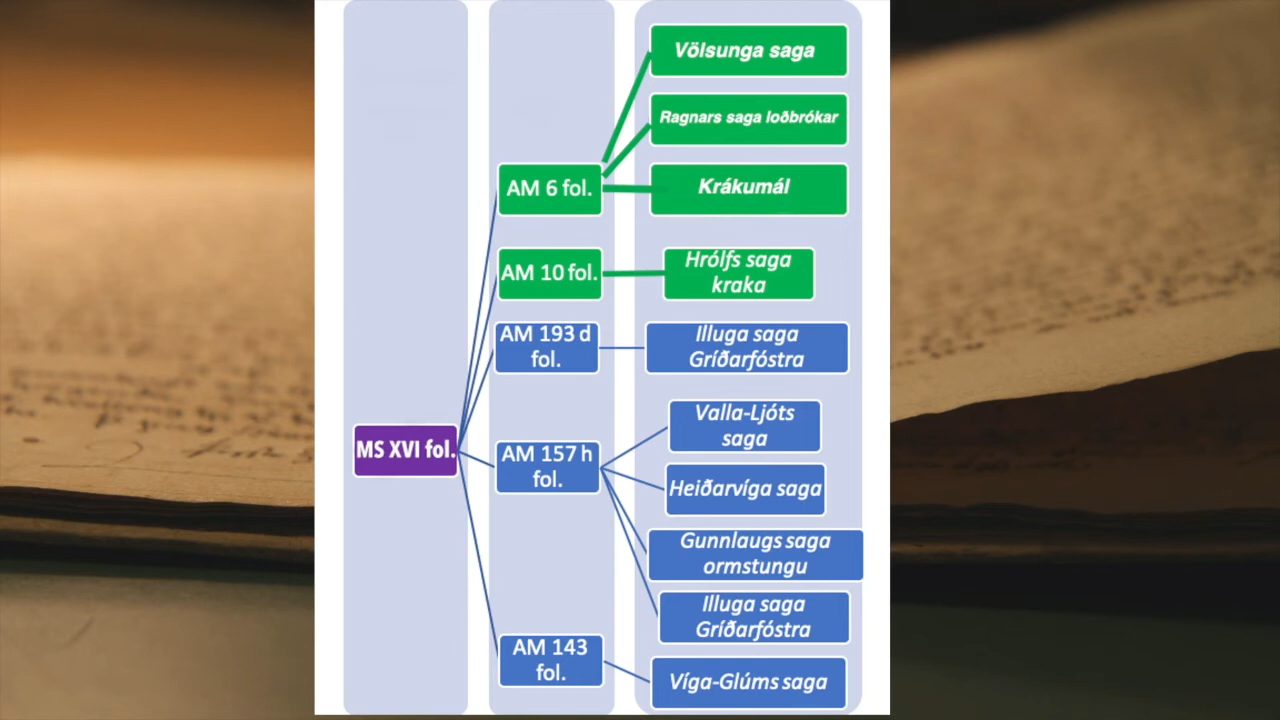 Völsunga saga
Ragnars saga loðbrókar
AM 6 fol.
Krákumál
AM 10 fol.
Hrólfs saga
kraka
AM 193 d
fol.
Illuga saga
Gríðarfóstra
MS XVI fol.
AM 157 h
fol.
Valla-Ljóts
saga
Heiðarvíga saga
Gunnlaugs saga
ormstungu
Illuga saga
Gríðarfóstra
AM 143
fol.
Víga-Glúms saga